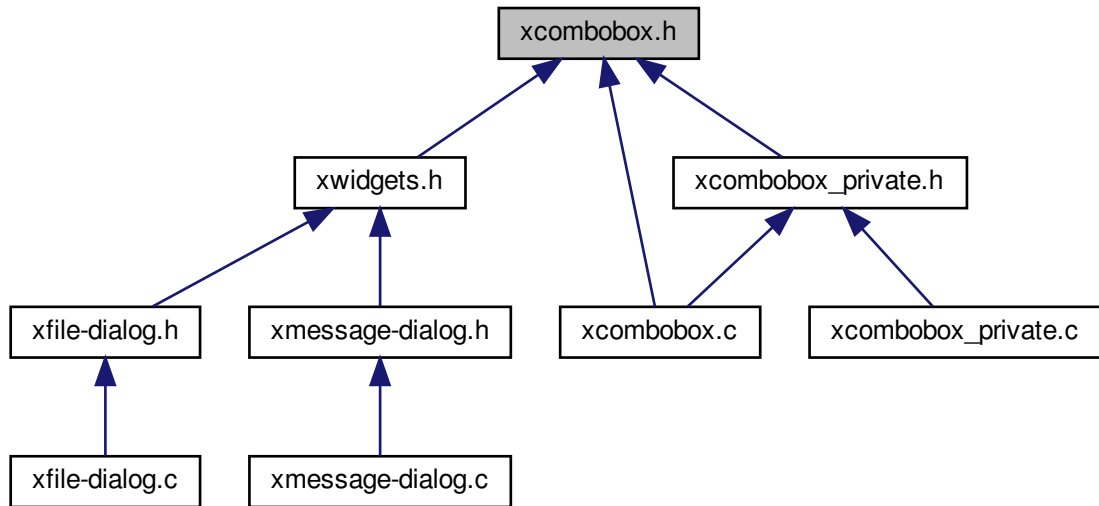 xcombobox.h
xwidgets.h
xcombobox_private.h
xfile-dialog.h
xmessage-dialog.h
xcombobox.c
xcombobox_private.c
xfile-dialog.c
xmessage-dialog.c